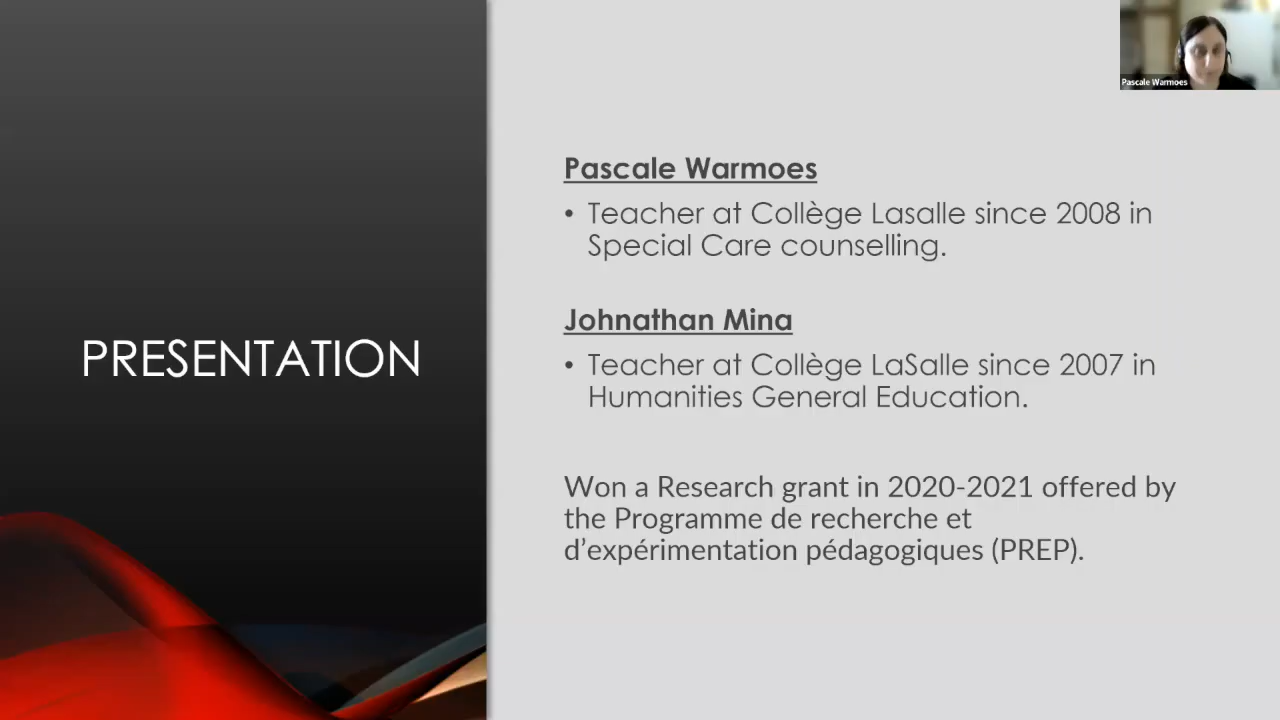 Pascale Warmoes
Pascale Warmoes
• Teacher at Collège Lasalle since 2008 in
Special Care counselling.
Johnathan Mina
• Teacher at Collège LaSalle since 2007 in
Humanities General Education.
PRESENTATION
Won a Research grant in 2020-2021 offered by
the Programme de recherche et
d’expérimentation pédagogiques (PREP).